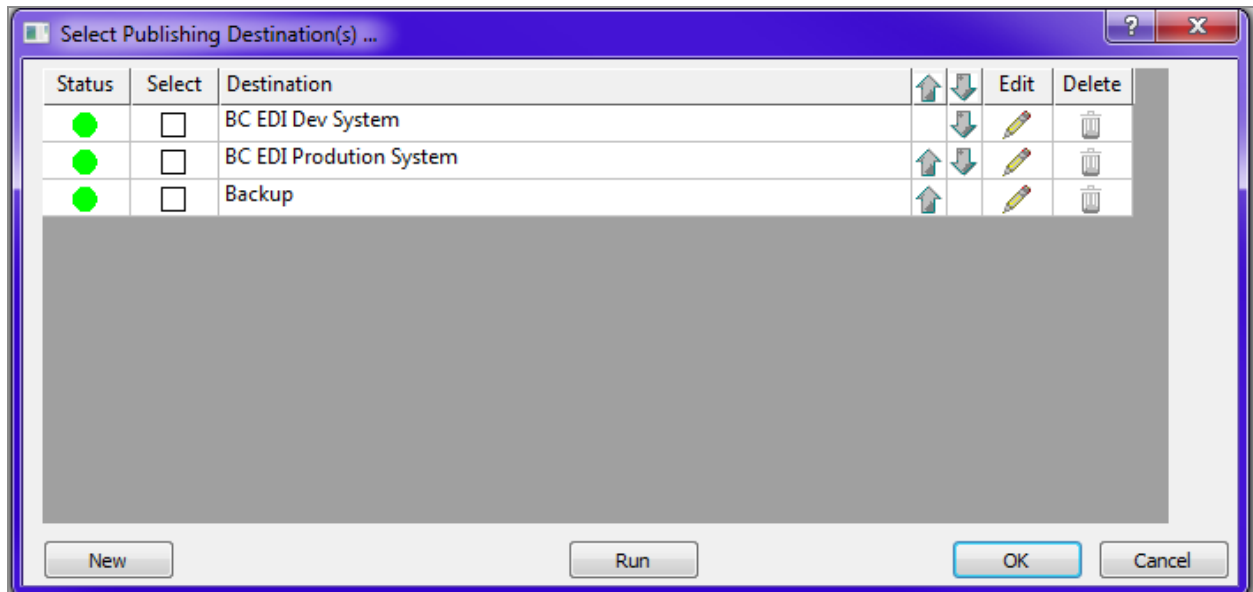 Select Publishing Destination(s) ...
?
X
Status Select Destination Edit Delete
BC EDI Dev System
BC EDI Prodution System
Backup
New Run OK Cancel